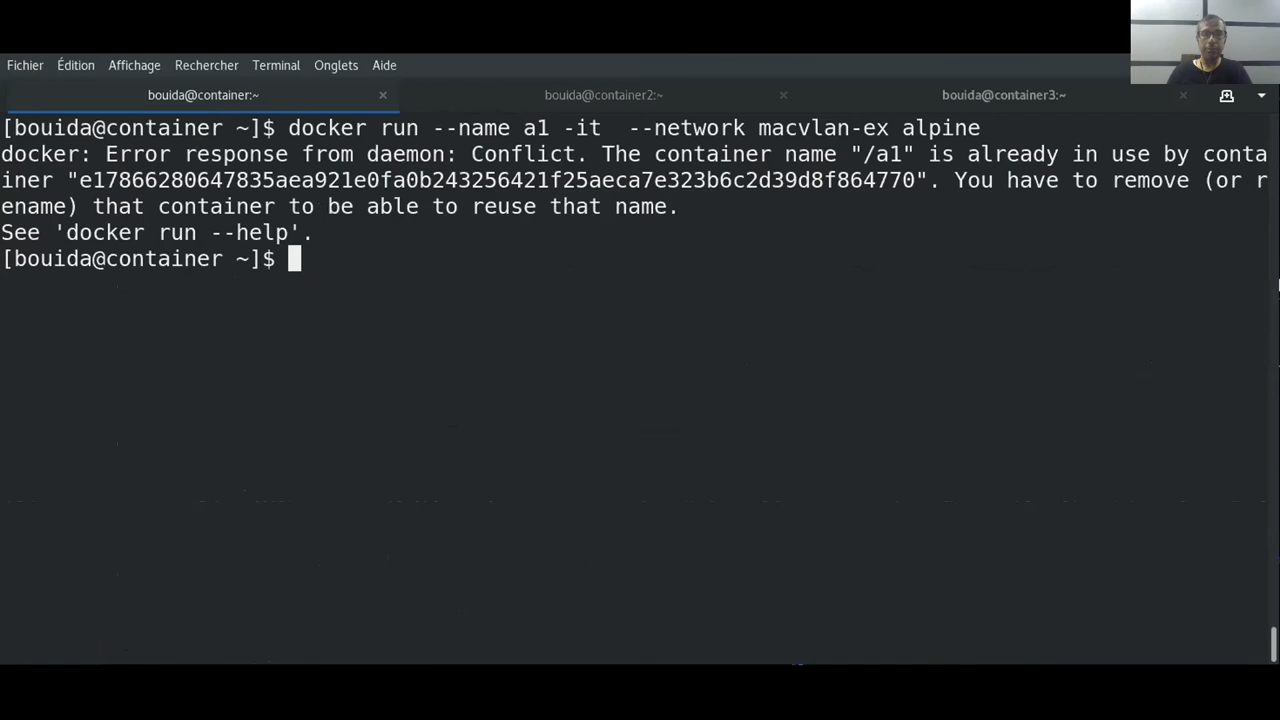 Fichier Édition Affichage Rechercher Terminal Onglets Aide
bouida@container:~ × bouida@container2:~ × bouida@container3:~ ×
[bouida@container ~]$ docker run --name a1 -it  --network macvlan-ex alpine
docker: Error response from daemon: Conflict. The container name "/a1" is already in use by conta
iner "e17866280647835aea921e0fa0b243256421f25aeca7e323b6c2d39d8f864770". You have to remove (or r
ename) that container to be able to reuse that name.
See 'docker run --help'.
[bouida@container ~]$